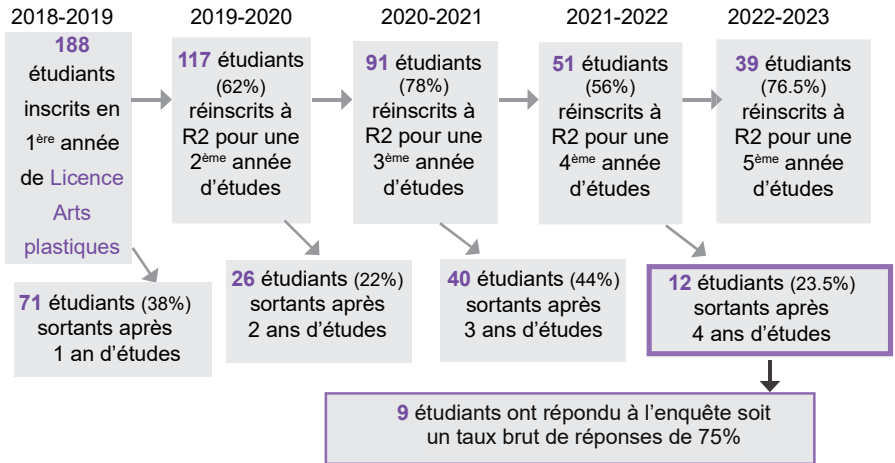 2018-2019
2019-2020
2020-2021
2021-2022
2022-2023
188
étudiants
inscrits en
1ère année
de Licence
Arts
plastiques
117 étudiants
(62%)
réinscrits à
R2 pour une
2ème année
d’études
91 étudiants
(78%)
réinscrits à
R2 pour une
3ème année
d’études
51 étudiants
(56%)
réinscrits à
R2 pour une
4ème année
d’études
39 étudiants
(76.5%)
réinscrits à
R2 pour une
5ème année
d’études
71 étudiants (38%)
sortants après
1 an d’études
26 étudiants (22%)
sortants après
2 ans d’études
40 étudiants (44%)
sortants après
3 ans d’études
12 étudiants (23.5%)
sortants après
4 ans d’études
9 étudiants ont répondu à l’enquête soit
un taux brut de réponses de 75%